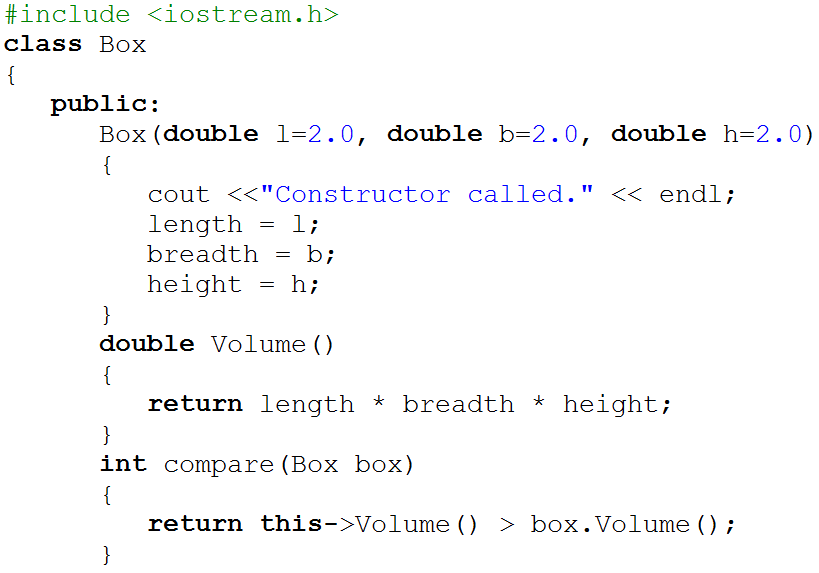 #include <iostream.h>
class Box
{
   public:
      Box(double l=2.0, double b=2.0, double h=2.0)
      {
         cout <<"Constructor called." << endl;
         length = l;
         breadth = b;
         height = h;
      }
      double Volume()
      {
         return length * breadth * height;
      }
      int compare(Box box)
      {
         return this->Volume() > box.Volume();
      }